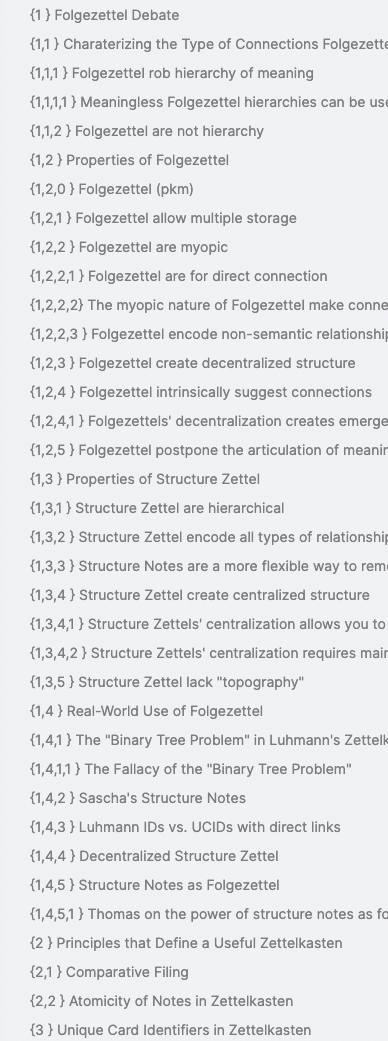 {1 } Folgezettel Debate
{1,1 } Charaterizing the Type of Connections Folgezette
{1,1,1 } Folgezettel rob hierarchy of meaning
{1,1,1,1 } Meaningless Folgezettel hierarchies can be use
{1,1,2 } Folgezettel are not hierarchy
{1,2 } Properties of Folgezettel
{1,2,0 } Folgezettel (pkm)
{1,2,1 } Folgezettel allow multiple storage
{1,2,2 } Folgezettel are myopic
{1,2,2,1 } Folgezettel are for direct connection
{1,2,2,2} The myopic nature of Folgezettel make conne
{1,2,2,3 } Folgezettel encode non-semantic relationship
{1,2,3 } Folgezettel create decentralized structure
{1,2,4 } Folgezettel intrinsically suggest connections
{1,2,4,1 } Folgezettels' decentralization creates emerge
{1,2,5 } Folgezettel postpone the articulation of meanin
{1,3 } Properties of Structure Zettel
{1,3,1 } Structure Zettel are hierarchical
{1,3,2 } Structure Zettel encode all types of relationship
{1,3,3 } Structure Notes are a more flexible way to reme
{1,3,4 } Structure Zettel create centralized structure
{1,3,4,1 } Structure Zettels' centralization allows you to
{1,3,4,2 } Structure Zettels' centralization requires main
{1,3,5 } Structure Zettel lack "topography"
{1,4 } Real-World Use of Folgezettel
{1,4,1 } The "Binary Tree Problem" in Luhmann's Zettelk
{1,4,1,1 } The Fallacy of the "Binary Tree Problem"
{1,4,2 } Sascha's Structure Notes
{1,4,3 } Luhmann IDs vs. UCIDs with direct links
{1,4,4 } Decentralized Structure Zettel
{1,4,5 } Structure Notes as Folgezettel
{1,4,5,1 } Thomas on the power of structure notes as fo
{2 } Principles that Define a Useful Zettelkasten
{2,1 } Comparative Filing
{2,2 } Atomicity of Notes in Zettelkasten
{3 } Unique Card Identifiers in Zettelkasten